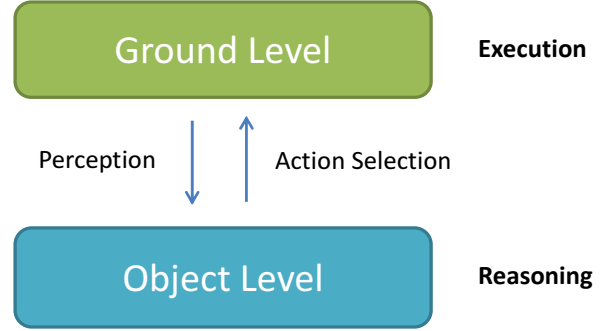 Ground Level
Execution
Perception
Action Selection
Object Level
Reasoning